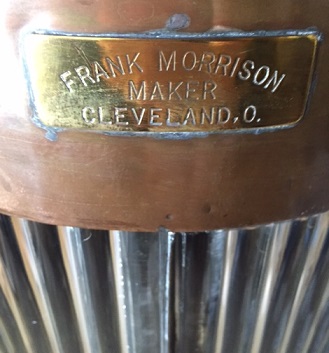 FRANK MORRISON
MAKER
CLEVELAND, O.